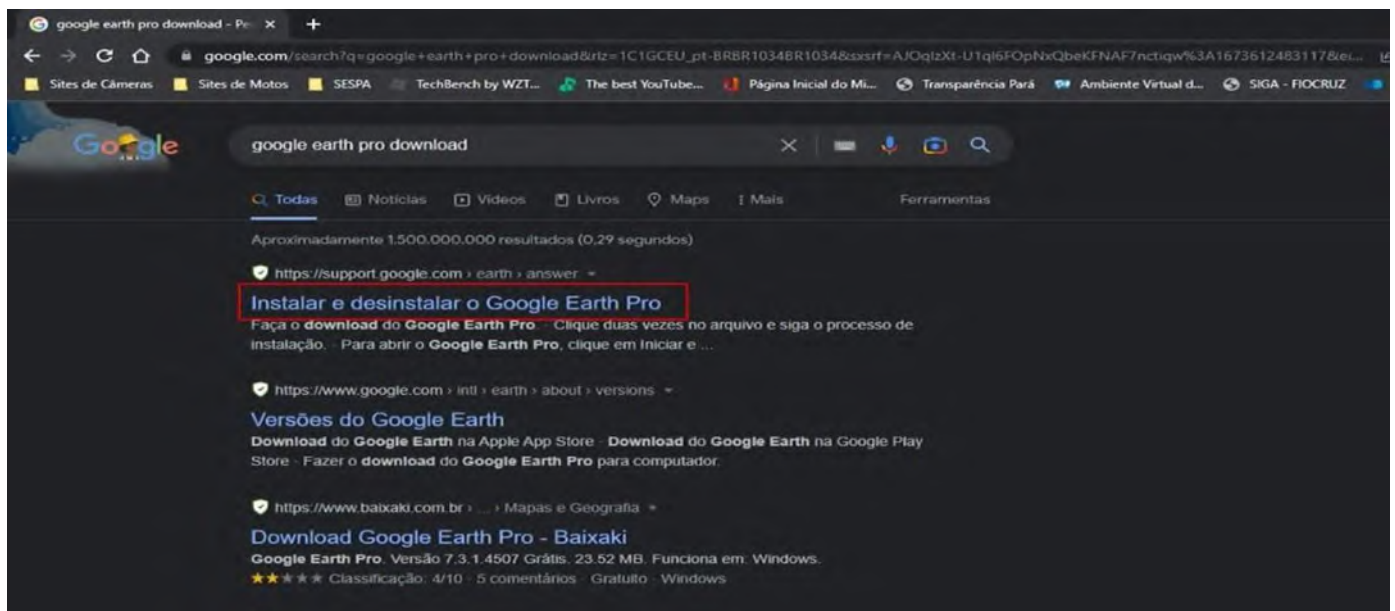 google earth pro download - Pe
google.com/search?q=google+earth+pro+download&rlz=1C1GCEU_pt-BRBR1034BR1034&sxsrf=AJOqlzXt-U1ql6FOpNxQbeKFNAF7nctiqw%3A1673612483117&ei...
Sites de Câmeras Sites de Motos SESPA TechBench by WZT... The best YouTube... Página Inicial do Mi... Transparência Pará Ambiente Virtual d... SIGA - FIOCRUZ
Google google earth pro download
Todas Notícias Vídeos Livros Maps Mais Ferramentas
Aproximadamente 1.500.000.000 resultados (0,29 segundos)
https://support.google.com › earth › answer
Instalar e desinstalar o Google Earth Pro
Faça o download do Google Earth Pro · Clique duas vezes no arquivo e siga o processo de
instalação. · Para abrir o Google Earth Pro, clique em Iniciar e ...
https://www.google.com › intl › earth › about › versions
Versões do Google Earth
Download do Google Earth na Apple App Store · Download do Google Earth na Google Play
Store · Fazer o download do Google Earth Pro para computador.
https://www.baixaki.com.br › ... › Mapas e Geografia
Download Google Earth Pro - Baixaki
Google Earth Pro. Versão 7.3.1.4507 Grátis. 23.52 MB. Funciona em: Windows.
★★★★★ Classificação: 4/10 · 5 comentários · Gratuito · Windows